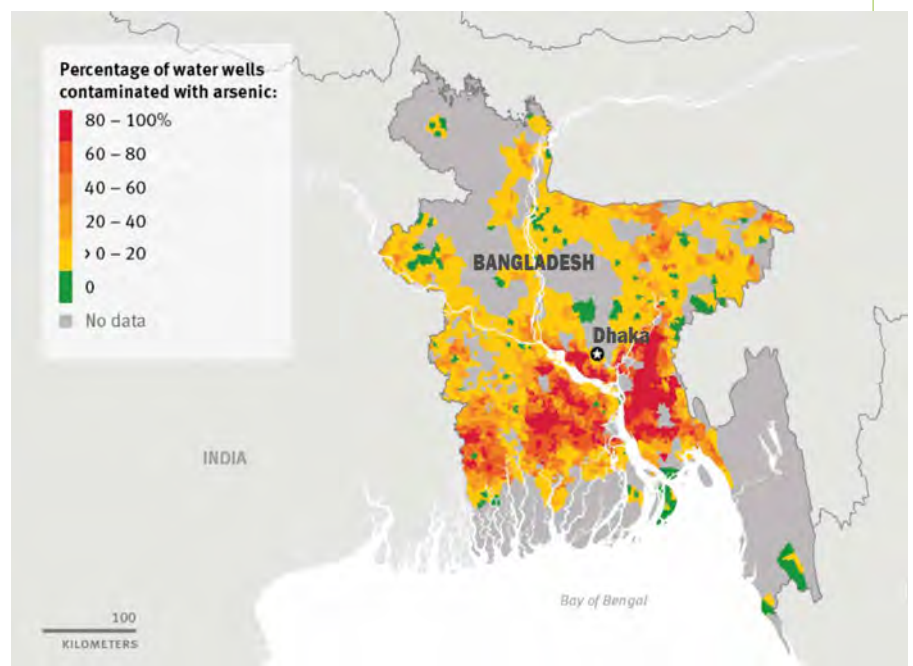 Percentage of water wells
contaminated with arsenic:
80 – 100%
60 – 80
40 – 60
20 – 40
> 0 – 20
0
No data
BANGLADESH
Dhaka
INDIA
Bay of Bengal
100
KILOMETERS